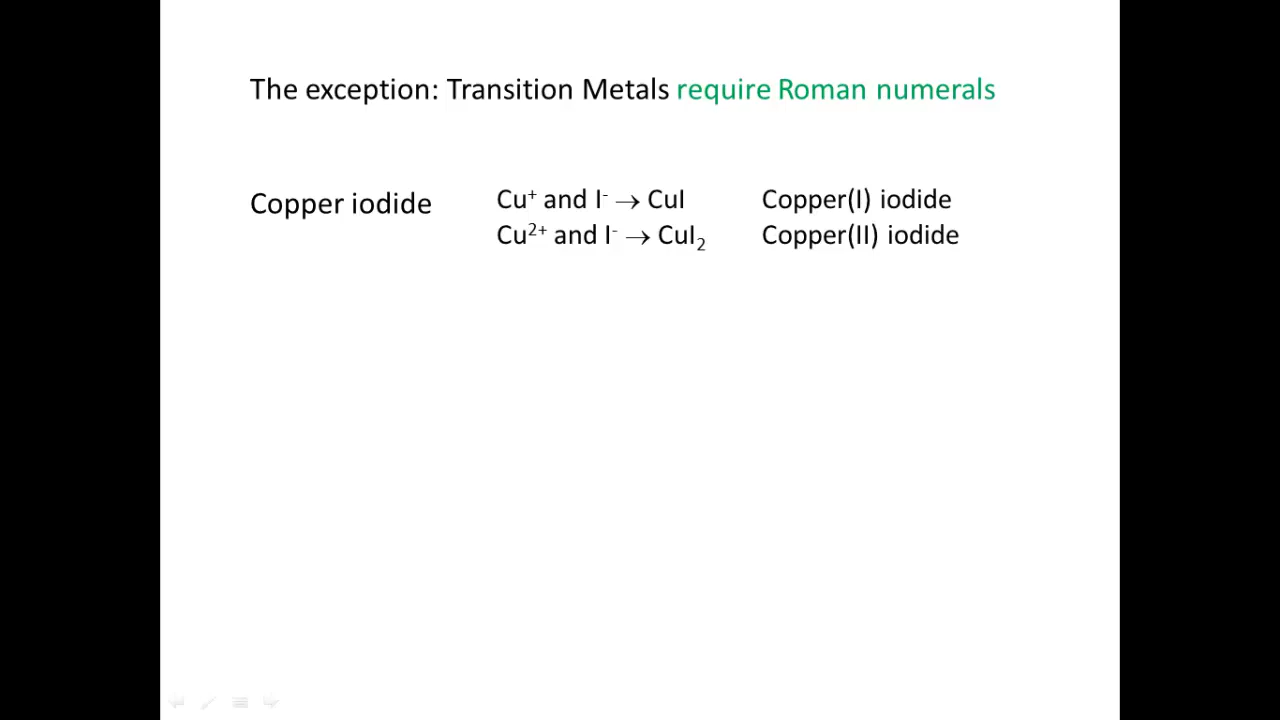 The exception: Transition Metals require Roman numerals
Copper iodide
Cu⁺ and I⁻ → CuI
Copper(I) iodide
Cu²⁺ and I⁻ → CuI₂
Copper(II) iodide